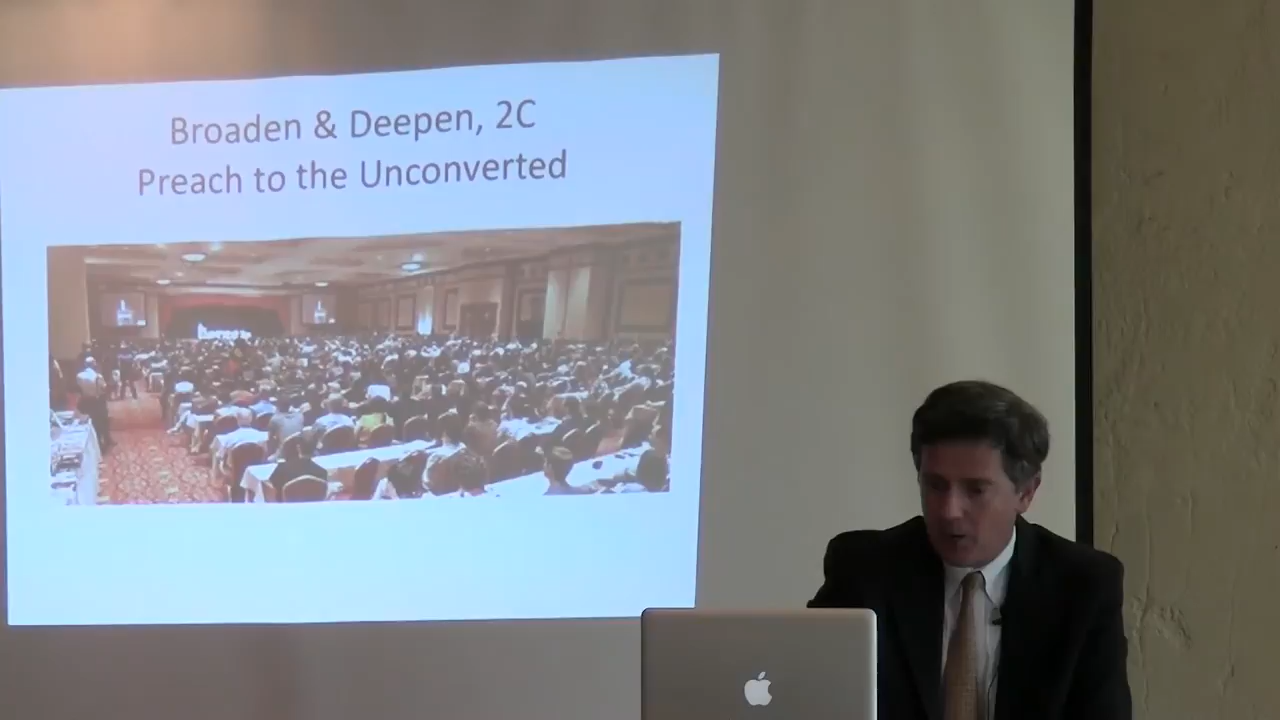 Broaden & Deepen, 2C
Preach to the Unconverted